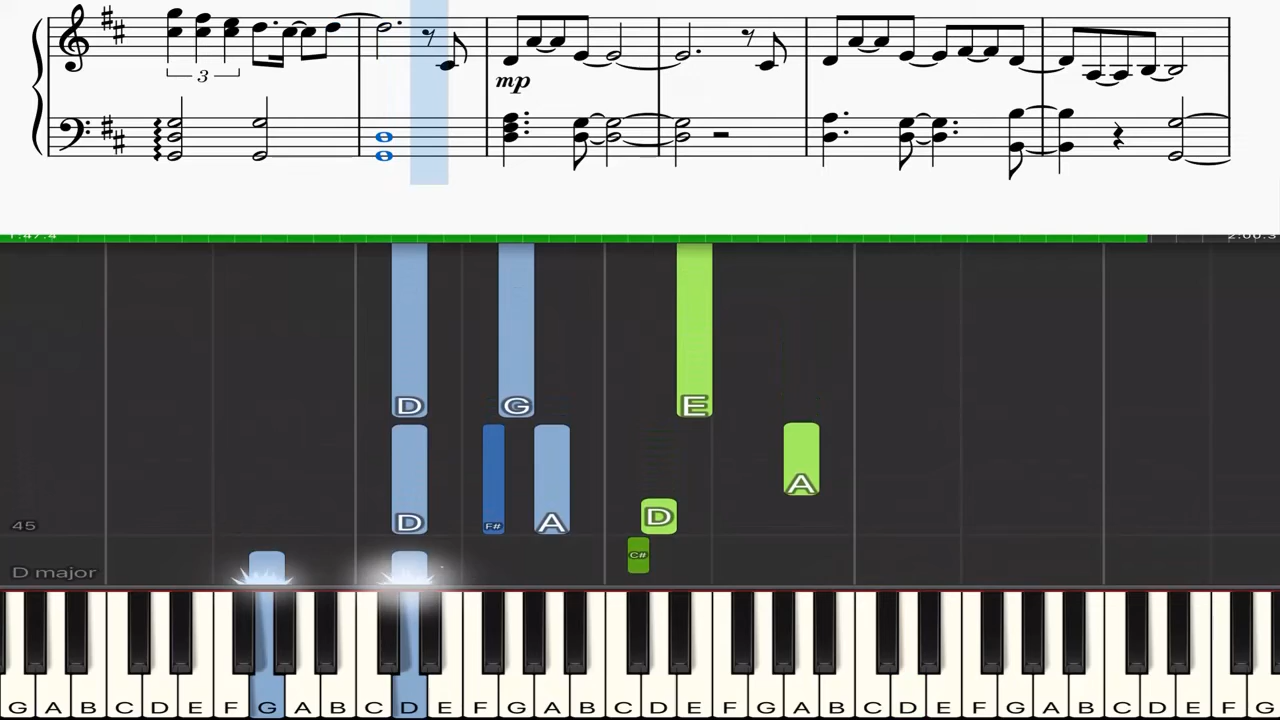 3
mp
D G E
A
D F# A D
45
C#
D major
G A B C D E F G A B C D E F G A B C D E F G A B C D E F G A B C D E F G